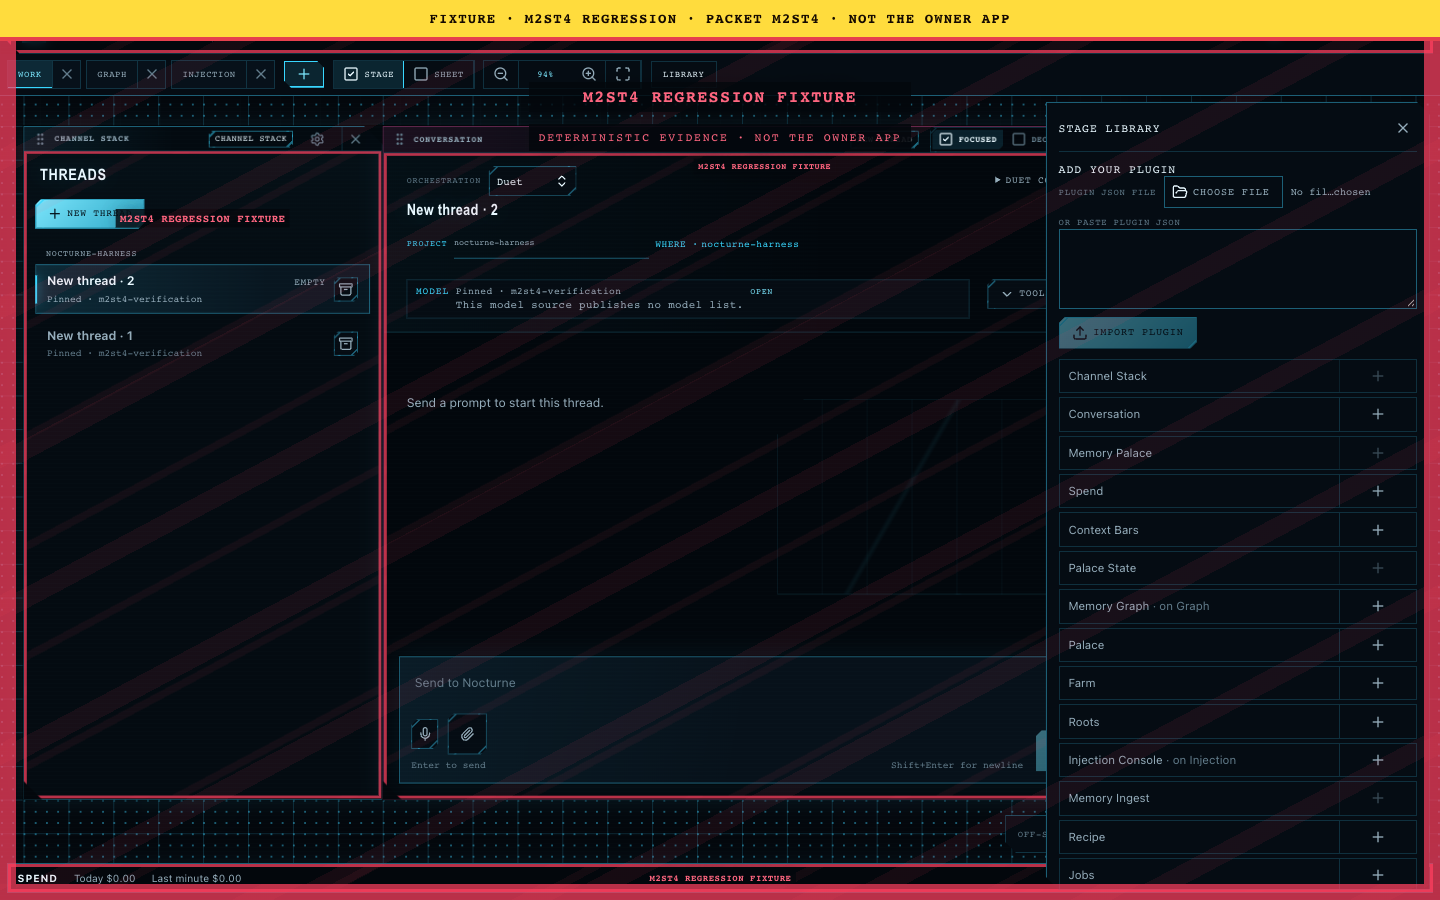 FIXTURE · M2ST4 REGRESSION · PACKET M2ST4 · NOT THE OWNER APP
WORK
GRAPH
INJECTION
STAGE
SHEET
94%
LIBRARY
M2ST4 REGRESSION FIXTURE
DETERMINISTIC EVIDENCE · NOT THE OWNER APP
CHANNEL STACK
CHANNEL STACK
CONVERSATION
FOCUSED
THREADS
NEW
M2ST4 REGRESSION FIXTURE
NOCTURNE-HARNESS
New thread · 2
EMPTY
Pinned · m2st4-verification
New thread · 1
Pinned · m2st4-verification
M2ST4 REGRESSION FIXTURE
ORCHESTRATION
Duet
DUET
New thread · 2
PROJECT
nocturne-harness
WHERE · nocturne-harness
MODEL
Pinned · m2st4-verification
OPEN
This model source publishes no model list.
TOOL
Send a prompt to start this thread.
Send to Nocturne
Enter to send
Shift+Enter for newline
STAGE LIBRARY
ADD YOUR PLUGIN
PLUGIN JSON FILE
CHOOSE FILE
No fil…chosen
OR PASTE PLUGIN JSON
IMPORT PLUGIN
Channel Stack
Conversation
Memory Palace
Spend
Context Bars
Palace State
Memory Graph · on Graph
Palace
Farm
Roots
Injection Console · on Injection
Memory Ingest
Recipe
Jobs
SPEND
Today $0.00
Last minute $0.00
M2ST4 REGRESSION FIXTURE